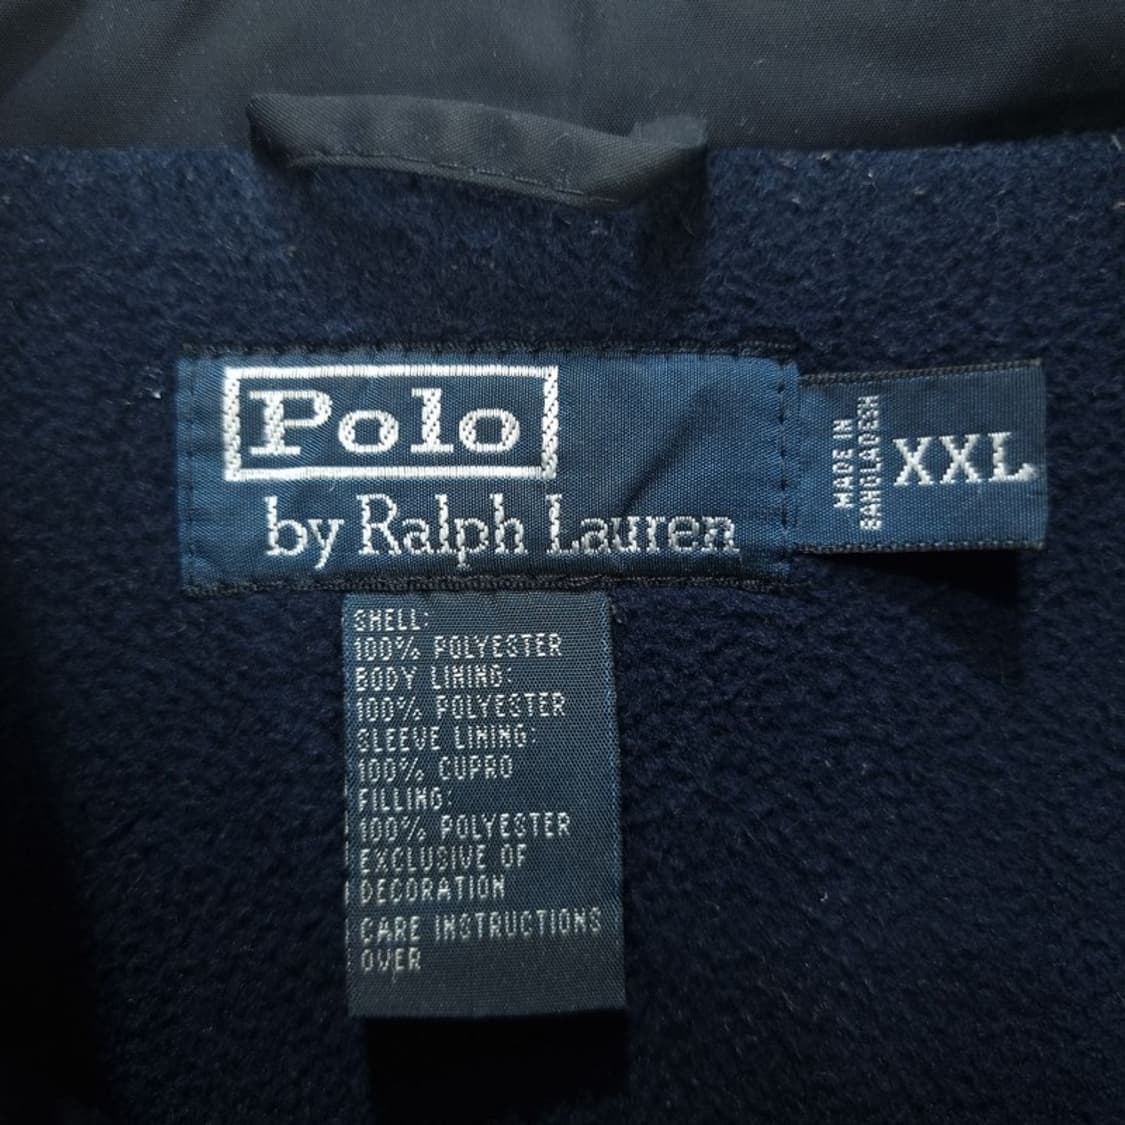 Polo
by Ralph Lauren
MADE IN
BANGLADESH
XXL
SHELL:
100% POLYESTER
BODY LINING:
100% POLYESTER
SLEEVE LINING:
100% CUPRO
FILLING:
100% POLYESTER
EXCLUSIVE OF
DECORATION
CARE INSTRUCTIONS
OVER